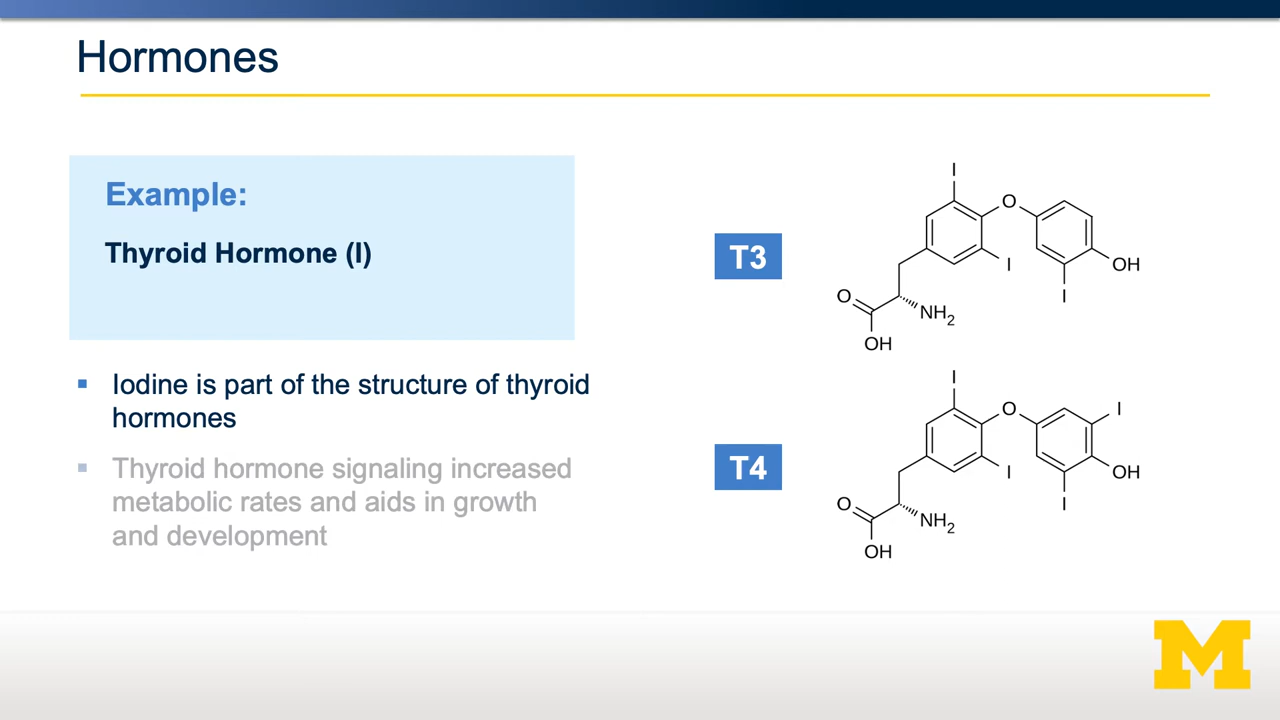 Hormones
Example:
Thyroid Hormone (I)
▪ Iodine is part of the structure of thyroid
hormones
▪ Thyroid hormone signaling increased
metabolic rates and aids in growth
and development
T3
I
O
I
OH
I
O
NH2
OH
T4
I
O
I
I
OH
I
O
NH2
OH
M